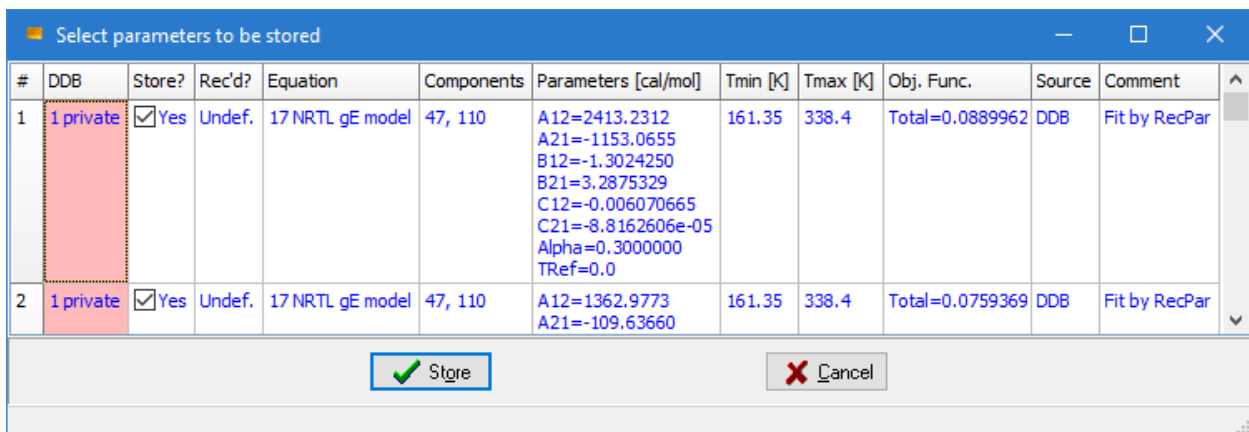 Select parameters to be stored
# DDB Store? Rec'd? Equation Components Parameters [cal/mol] Tmin [K] Tmax [K] Obj. Func. Source Comment
1 1 private Yes Undef. 17 NRTL gE model 47, 110 A12=2413.2312 161.35 338.4 Total=0.0889962 DDB Fit by RecPar
A21=-1153.0655
B12=-1.3024250
B21=3.2875329
C12=-0.006070665
C21=-8.8162606e-05
Alpha=0.3000000
TRef=0.0
2 1 private Yes Undef. 17 NRTL gE model 47, 110 A12=1362.9773 161.35 338.4 Total=0.0759369 DDB Fit by RecPar
A21=-109.63660
Store Cancel